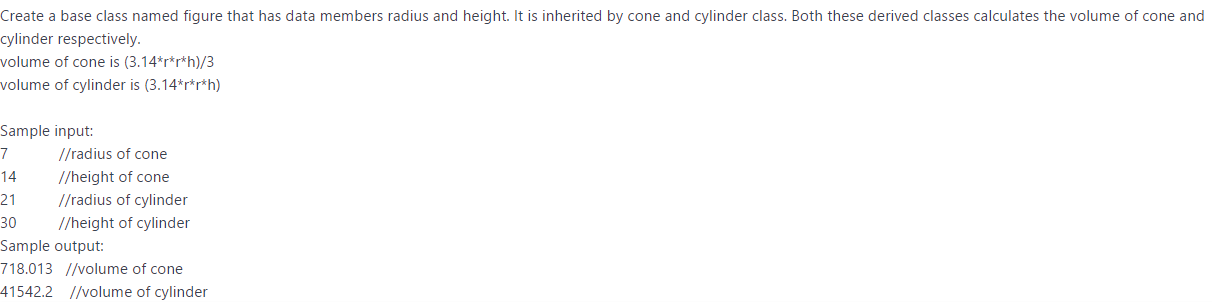 Create a base class named figure that has data members radius and height. It is inherited by cone and cylinder class. Both these derived classes calculates the volume of cone and
cylinder respectively.
volume of cone is (3.14*r*r*h)/3
volume of cylinder is (3.14*r*r*h)
Sample input:
7 //radius of cone
14 //height of cone
21 //radius of cylinder
30 //height of cylinder
Sample output:
718.013 //volume of cone
41542.2 //volume of cylinder